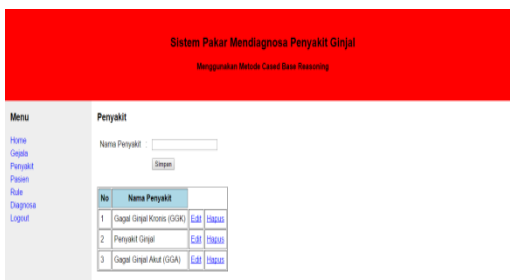 Sistem Pakar Mendiagnosa Penyakit Ginjal
Menggunakan Metode Cased Base Reasoning
Menu
Home
Gejala
Penyakit
Pasien
Rule
Diagnosa
Logout
Penyakit
Nama Penyakit :
Simpan
No Nama Penyakit
1 Gagal Ginjal Kronis (GGK) Edit Hapus
2 Penyakit Ginjal Edit Hapus
3 Gagal Ginjal Akut (GGA) Edit Hapus